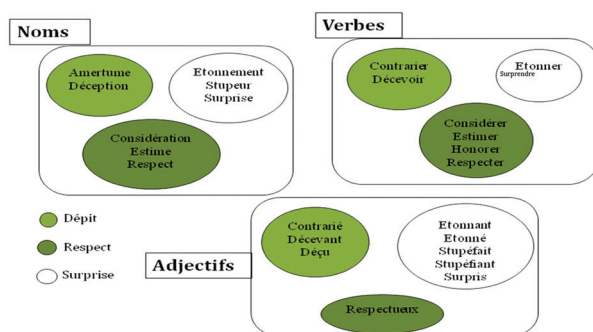 Noms
Amertume
Déception
Etonnement
Stupeur
Surprise
Considération
Estime
Respect
Verbes
Contrarier
Décevoir
Etonner
Surprendre
Considérer
Estimer
Honorer
Respecter
Dépit
Respect
Surprise
Adjectifs
Contrarié
Décevant
Déçu
Etonnant
Etonné
Stupéfait
Stupéfiant
Surpris
Respectueux